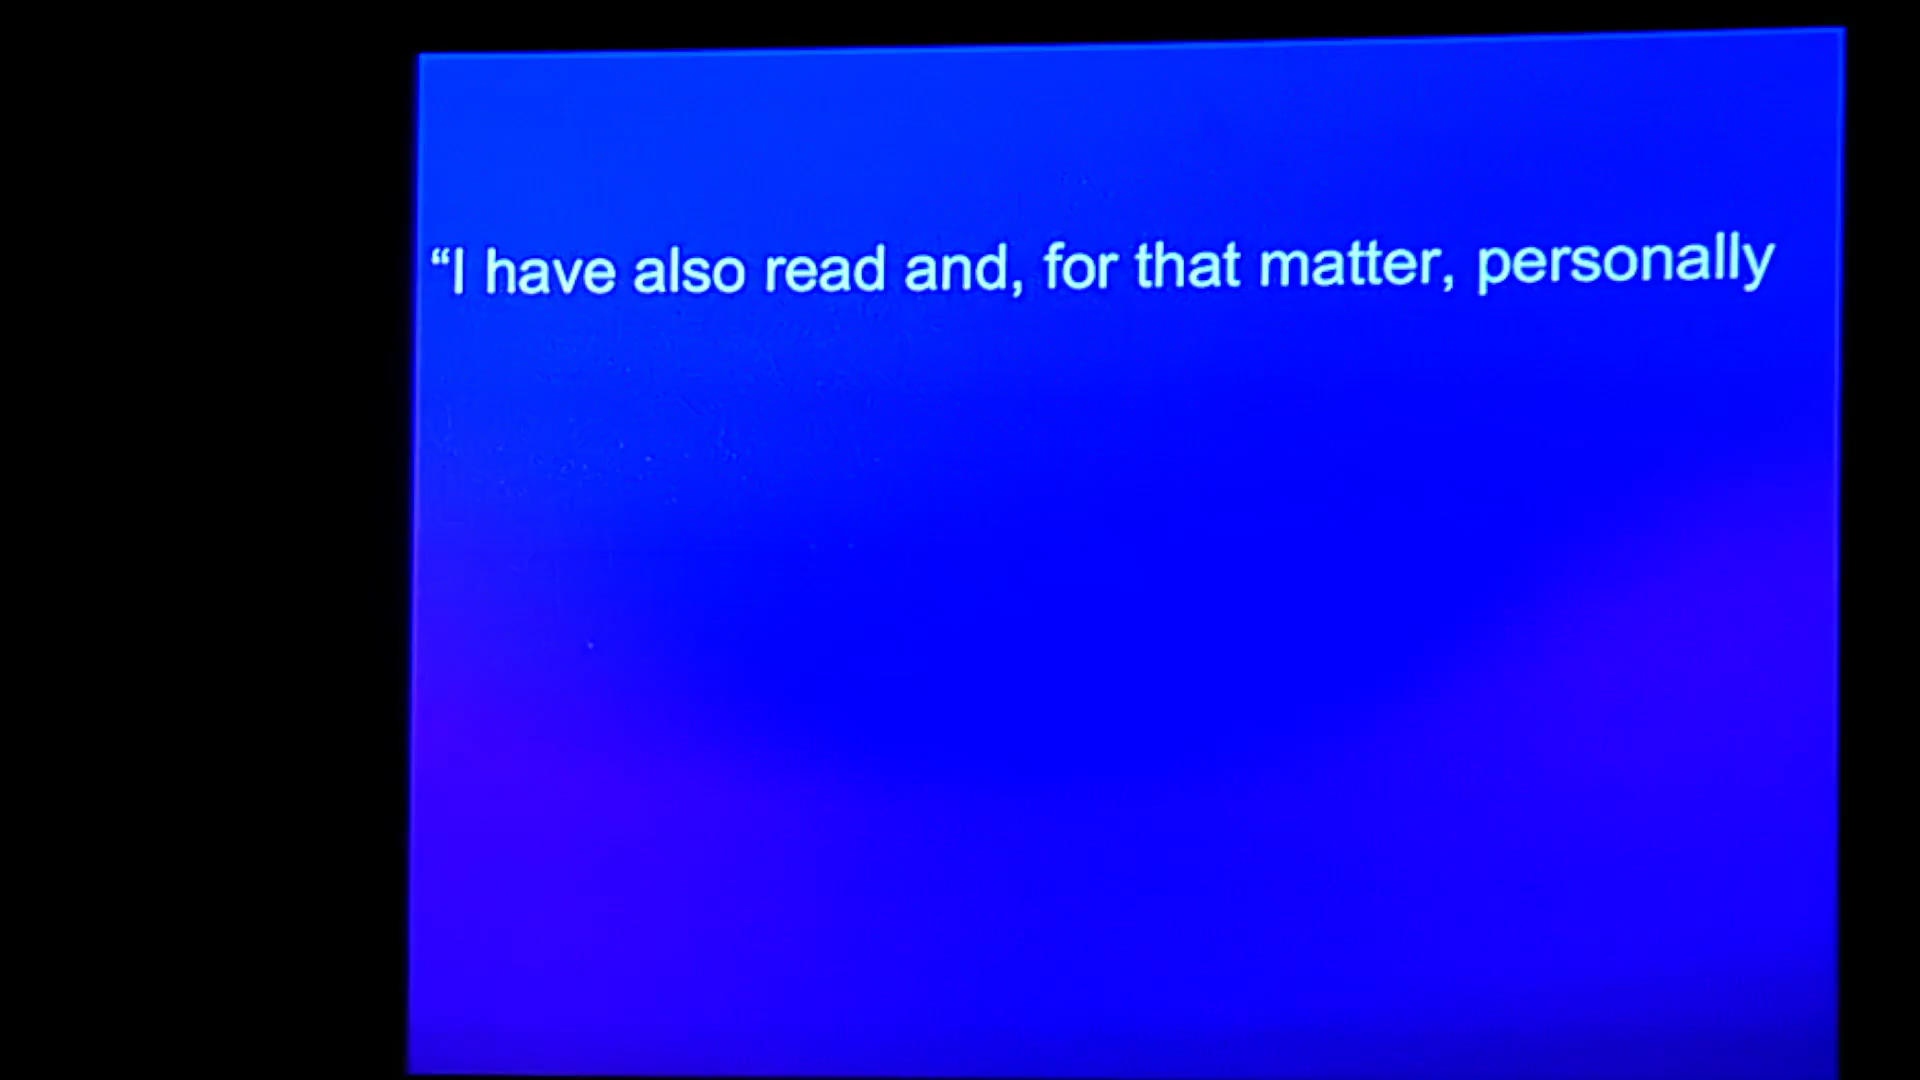 “I have also read and, for that matter, personally